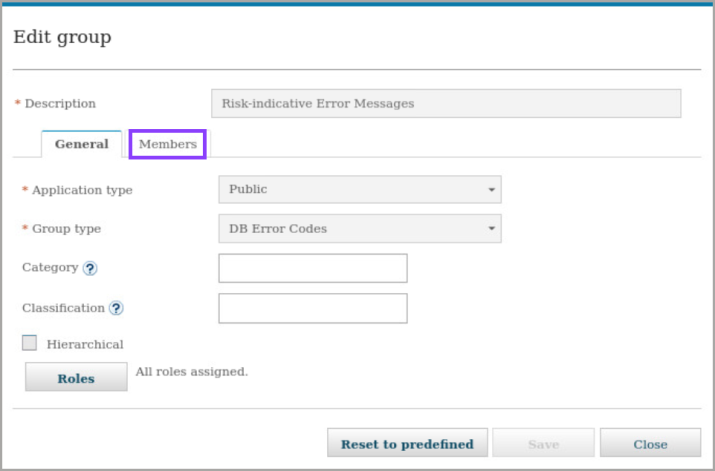 Edit group
* Description Risk-indicative Error Messages
General Members
* Application type Public
* Group type DB Error Codes
Category ?
Classification ?
Hierarchical
Roles All roles assigned.
Reset to predefined Save Close